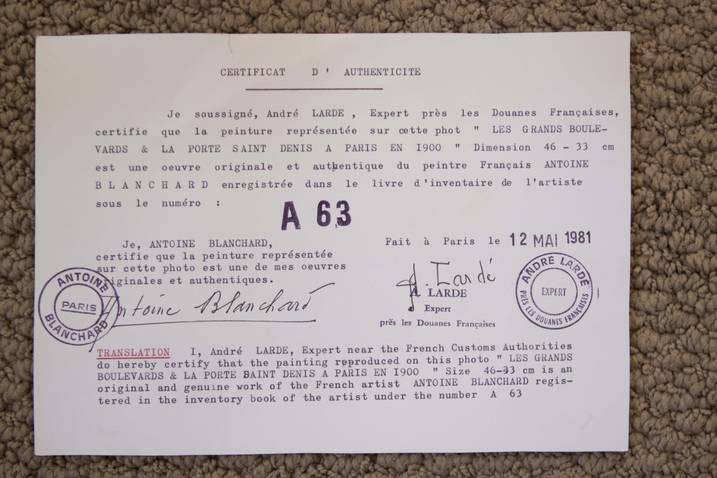 CERTIFICAT D' AUTHENTICITE
Je soussigné, André LARDE , Expert près les Douanes Françaises,
certifie que la peinture représentée sur cette phot " LES GRANDS BOULE-
VARDS & LA PORTE SAINT DENIS A PARIS EN I900 " Dimension 46 - 33 cm
est une oeuvre originale et authentique du peintre Français ANTOINE
B L A N C H A R D enregistrée dans le livre d'inventaire de l'artiste
sous le numéro :
A 63
Je, ANTOINE BLANCHARD,
certifie que la peinture représentée
sur cette photo est une de mes oeuvres
originales et authentiques.
ANTOINE BLANCHARD
PARIS
Antoine Blanchard
Fait à Paris le 12 MAI 1981
A. Lardé
A LARDE
Expert
près les Douanes Françaises
ANDRÉ LARDE
EXPERT
PRÈS LES DOUANES FRANÇAISES
TRANSLATION I, André LARDE, Expert near the French Customs Authorities
do hereby certify that the painting reproduced on this photo " LES GRANDS
BOULEVARDS & LA PORTE SAINT DENIS A PARIS EN I900 " Size 46-33 cm is an
original and genuine work of the French artist ANTOINE BLANCHARD regis-
tered in the inventory book of the artist under the number A 63